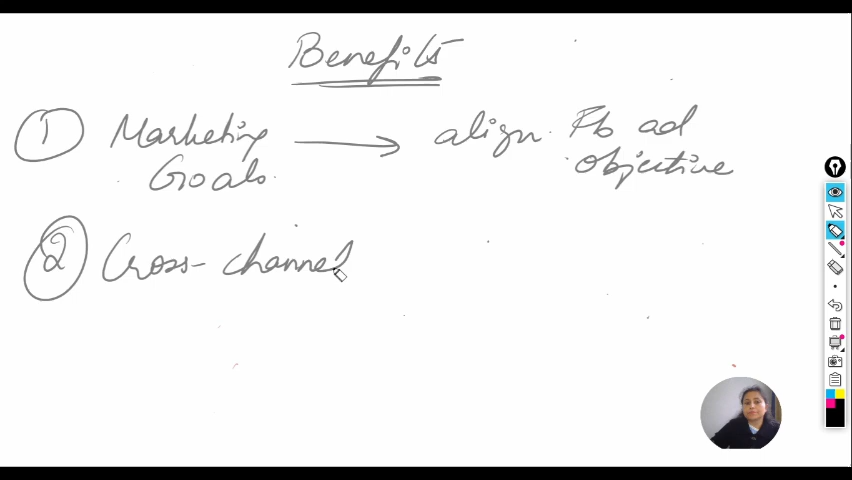 Benefits
1 Marketing Goals → align Fb ad objective
2 Cross-channel